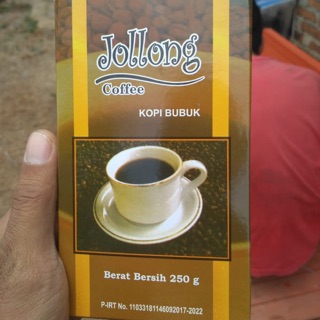 Jollong
Coffee
KOPI BUBUK
Berat Bersih 250 g
P-IRT No. 11033181146092017-2022